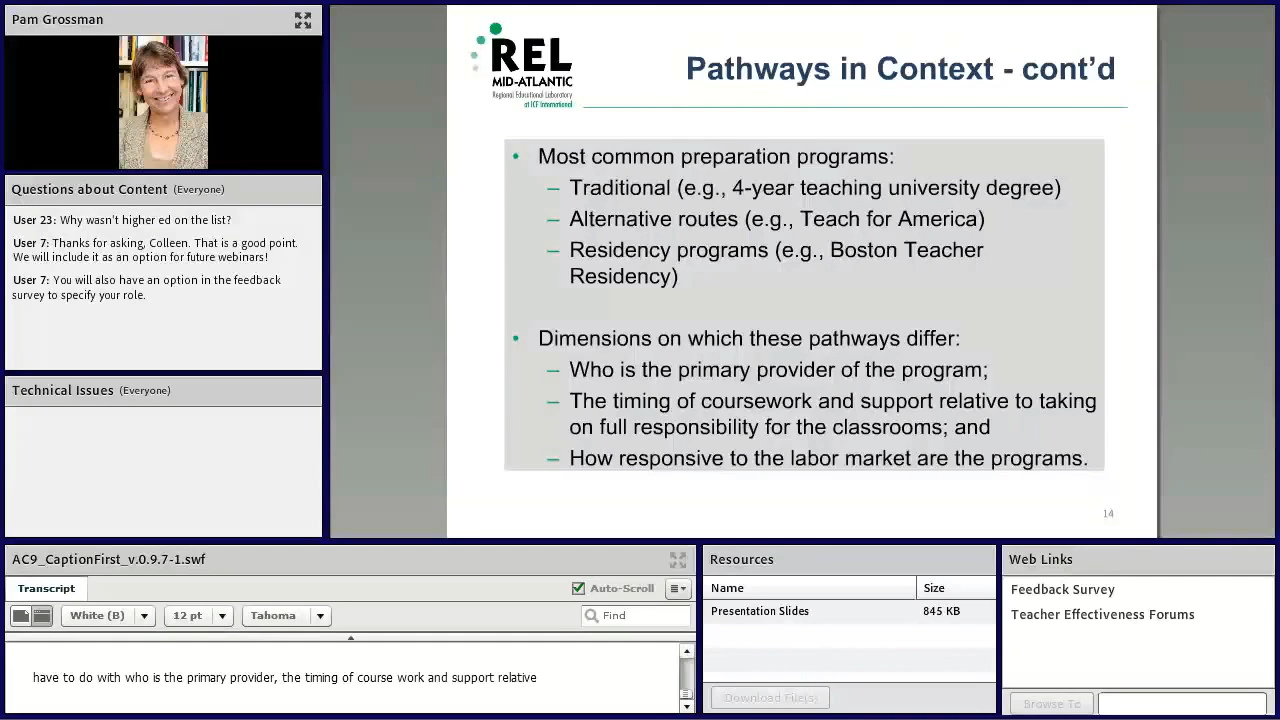 Pam Grossman
Questions about Content (Everyone)
User 23: Why wasn't higher ed on the list?
User 7: Thanks for asking, Colleen. That is a good point.
We will include it as an option for future webinars!
User 7: You will also have an option in the feedback
survey to specify your role.
Technical Issues (Everyone)
REL
MID-ATLANTIC
Regional Educational Laboratory
at ICF International
Pathways in Context - cont'd
• Most common preparation programs:
– Traditional (e.g., 4-year teaching university degree)
– Alternative routes (e.g., Teach for America)
– Residency programs (e.g., Boston Teacher
Residency)
• Dimensions on which these pathways differ:
– Who is the primary provider of the program;
– The timing of coursework and support relative to taking
on full responsibility for the classrooms; and
– How responsive to the labor market are the programs.
14
AC9_CaptionFirst_v.0.9.7-1.swf
Transcript
Auto-Scroll
White (B) 12 pt Tahoma Find
have to do with who is the primary provider, the timing of course work and support relative
Resources
Name Size
Presentation Slides 845 KB
Download File(s)
Web Links
Feedback Survey
Teacher Effectiveness Forums
Browse To